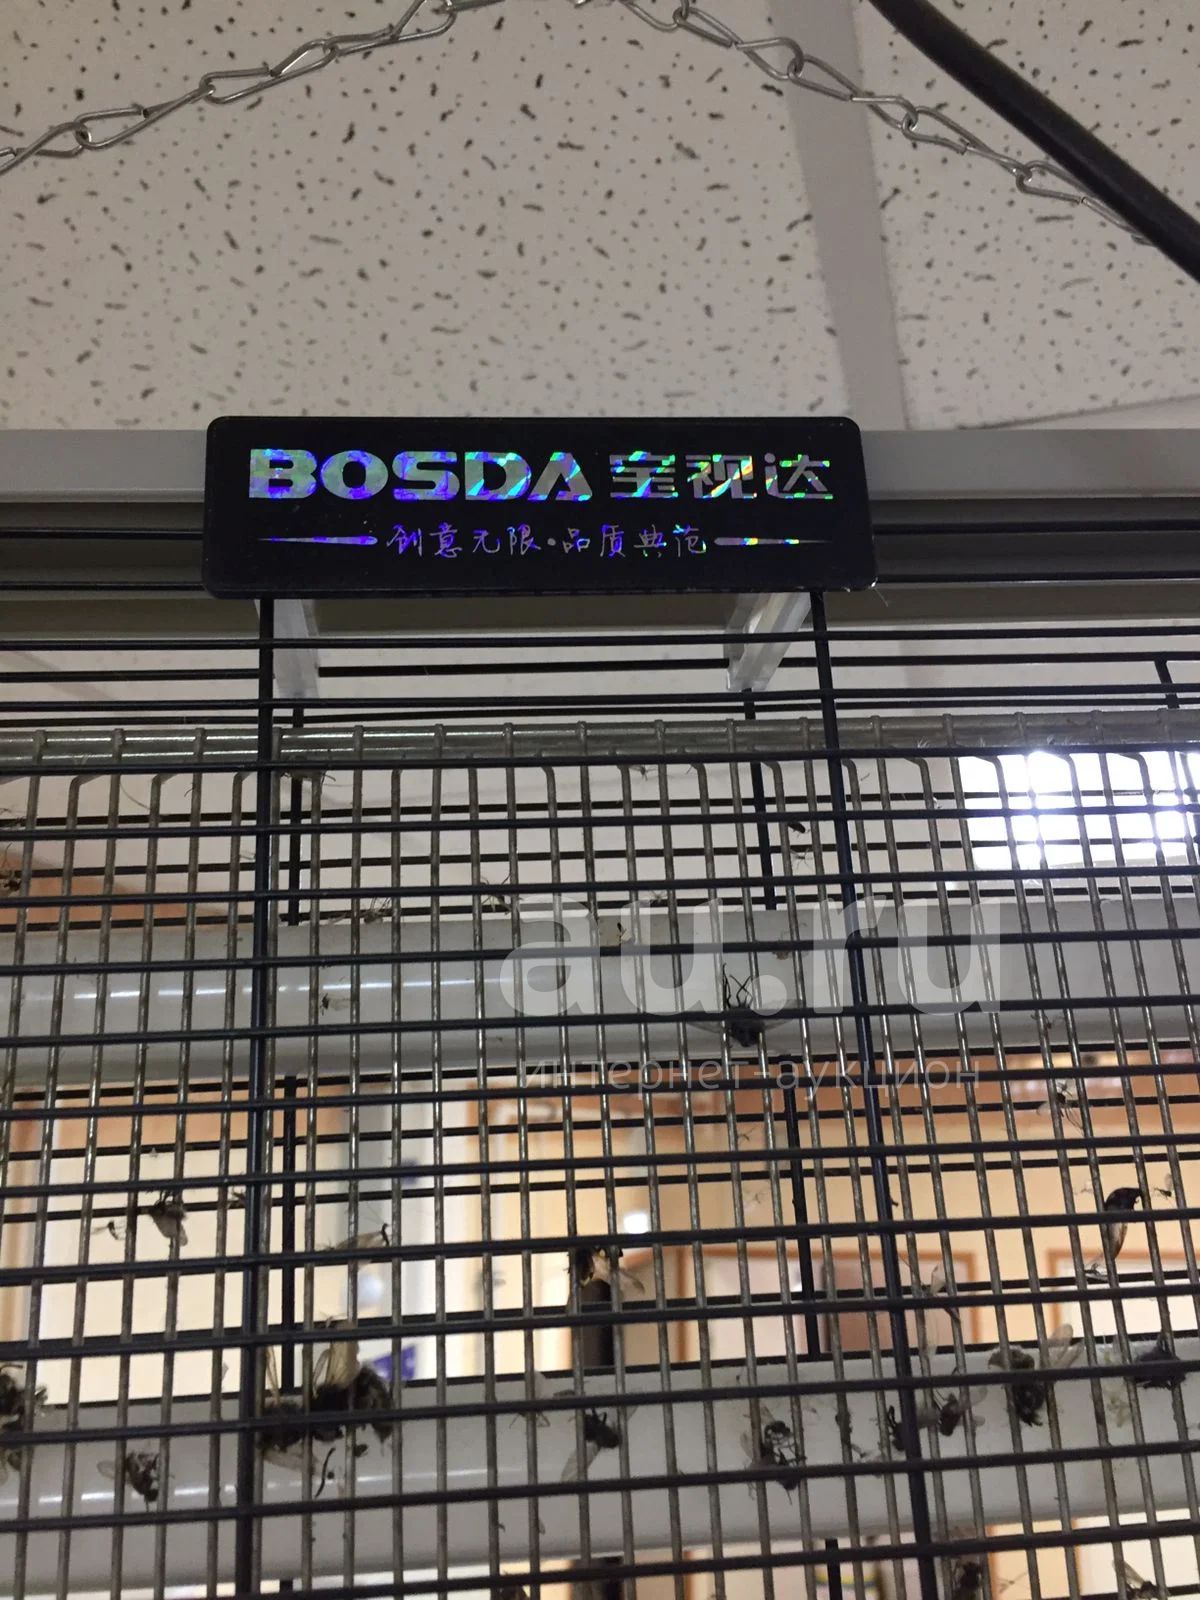 BOSDA 宝视达
创意无限·品质典范
au.ru
интернет-аукцион